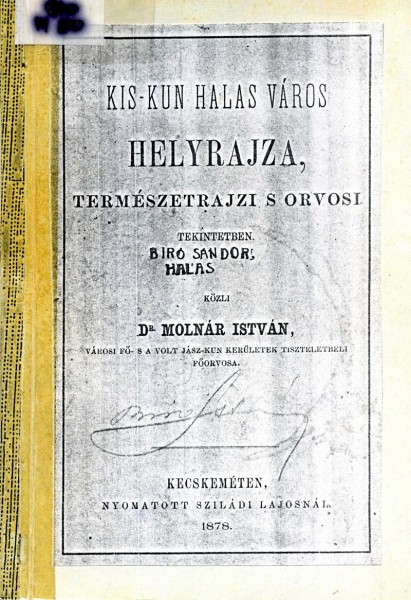 KIS-KUN HALAS VÁROS
HELYRAJZA,
TERMÉSZETRAJZI S ORVOSI
TEKINTETBEN.
BIRÓ SANDOR,
HALAS
KÖZLI
DR. MOLNÁR ISTVÁN,
VÁROSI FŐ- S A VOLT JÁSZ-KUN KERÜLETEK TISZTELETBELI
FŐORVOSA.
KECSKEMÉTEN,
NYOMATOTT SZILÁDI LAJOSNÁL.
1878.